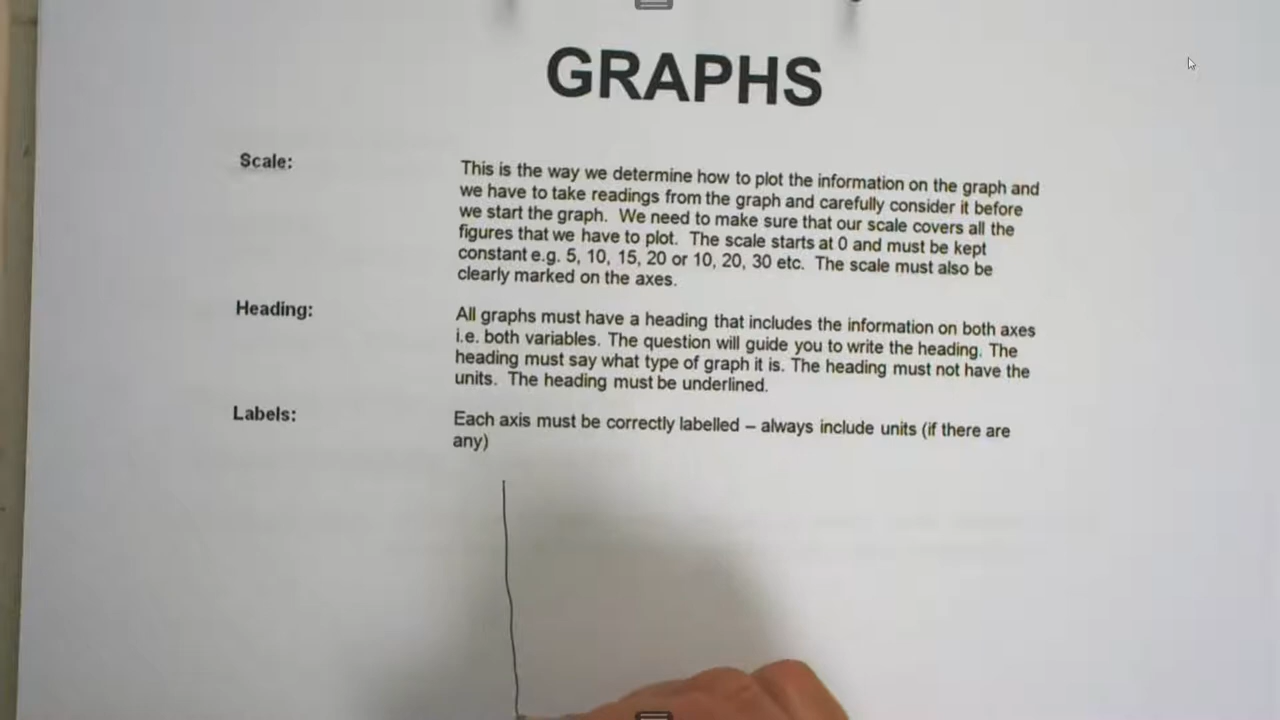 GRAPHS
Scale:
This is the way we determine how to plot the information on the graph and
we have to take readings from the graph and carefully consider it before
we start the graph. We need to make sure that our scale covers all the
figures that we have to plot. The scale starts at 0 and must be kept
constant e.g. 5, 10, 15, 20 or 10, 20, 30 etc. The scale must also be
clearly marked on the axes.
Heading:
All graphs must have a heading that includes the information on both axes
i.e. both variables. The question will guide you to write the heading. The
heading must say what type of graph it is. The heading must not have the
units. The heading must be underlined.
Labels:
Each axis must be correctly labelled – always include units (if there are
any)